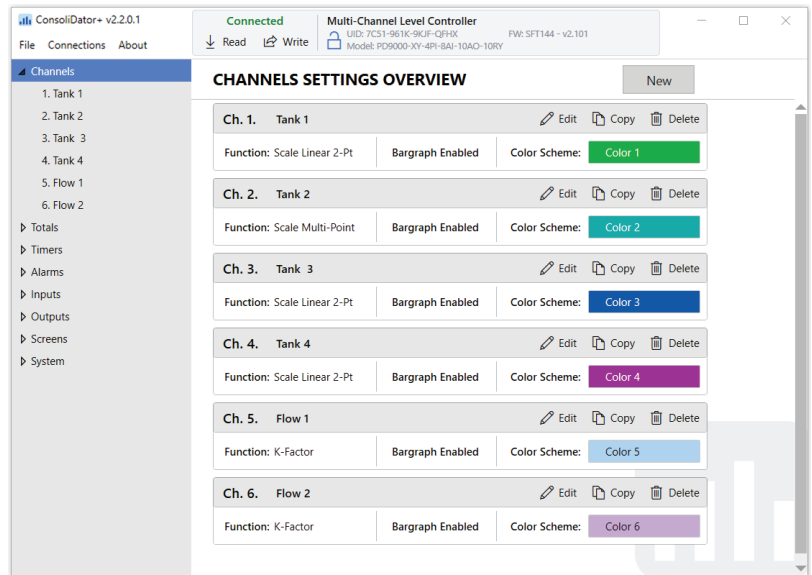 ConsoliDator+ v2.2.0.1
File Connections About
Connected
Read Write
Multi-Channel Level Controller
UID: 7C51-961K-9KJF-QFHX FW: SFT144 - v2.101
Model: PD9000-XY-4PI-8AI-10AO-10RY
Channels
1. Tank 1
2. Tank 2
3. Tank 3
4. Tank 4
5. Flow 1
6. Flow 2
Totals
Timers
Alarms
Inputs
Outputs
Screens
System
CHANNELS SETTINGS OVERVIEW New
Ch. 1. Tank 1 Edit Copy Delete
Function: Scale Linear 2-Pt Bargraph Enabled Color Scheme: Color 1
Ch. 2. Tank 2 Edit Copy Delete
Function: Scale Multi-Point Bargraph Enabled Color Scheme: Color 2
Ch. 3. Tank 3 Edit Copy Delete
Function: Scale Linear 2-Pt Bargraph Enabled Color Scheme: Color 3
Ch. 4. Tank 4 Edit Copy Delete
Function: Scale Linear 2-Pt Bargraph Enabled Color Scheme: Color 4
Ch. 5. Flow 1 Edit Copy Delete
Function: K-Factor Bargraph Enabled Color Scheme: Color 5
Ch. 6. Flow 2 Edit Copy Delete
Function: K-Factor Bargraph Enabled Color Scheme: Color 6